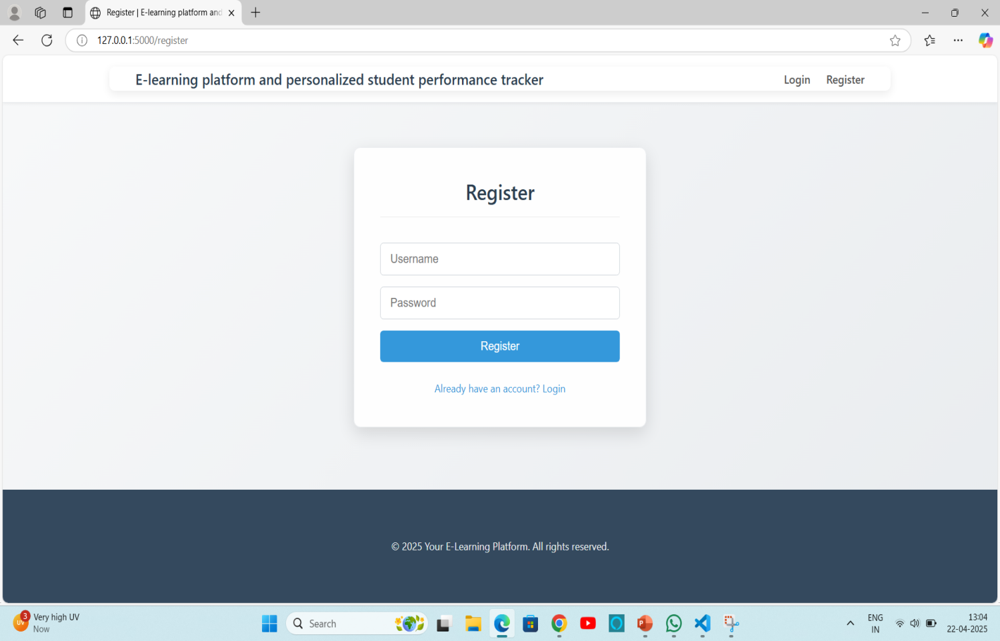 Register | E-learning platform and
127.0.0.1:5000/register
E-learning platform and personalized student performance tracker
Login
Register
Register
Username
Password
Register
Already have an account? Login
© 2025 Your E-Learning Platform. All rights reserved.
3
UV
Very high UV
Now
Search
P
ENG
IN
13:04
22-04-2025